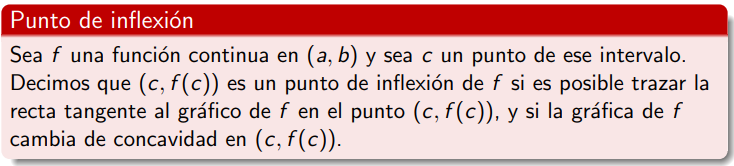 Punto de inflexión
Sea f una función continua en (a, b) y sea c un punto de ese intervalo.
Decimos que (c, f(c)) es un punto de inflexión de f si es posible trazar la
recta tangente al gráfico de f en el punto (c, f(c)), y si la gráfica de f
cambia de concavidad en (c, f(c)).